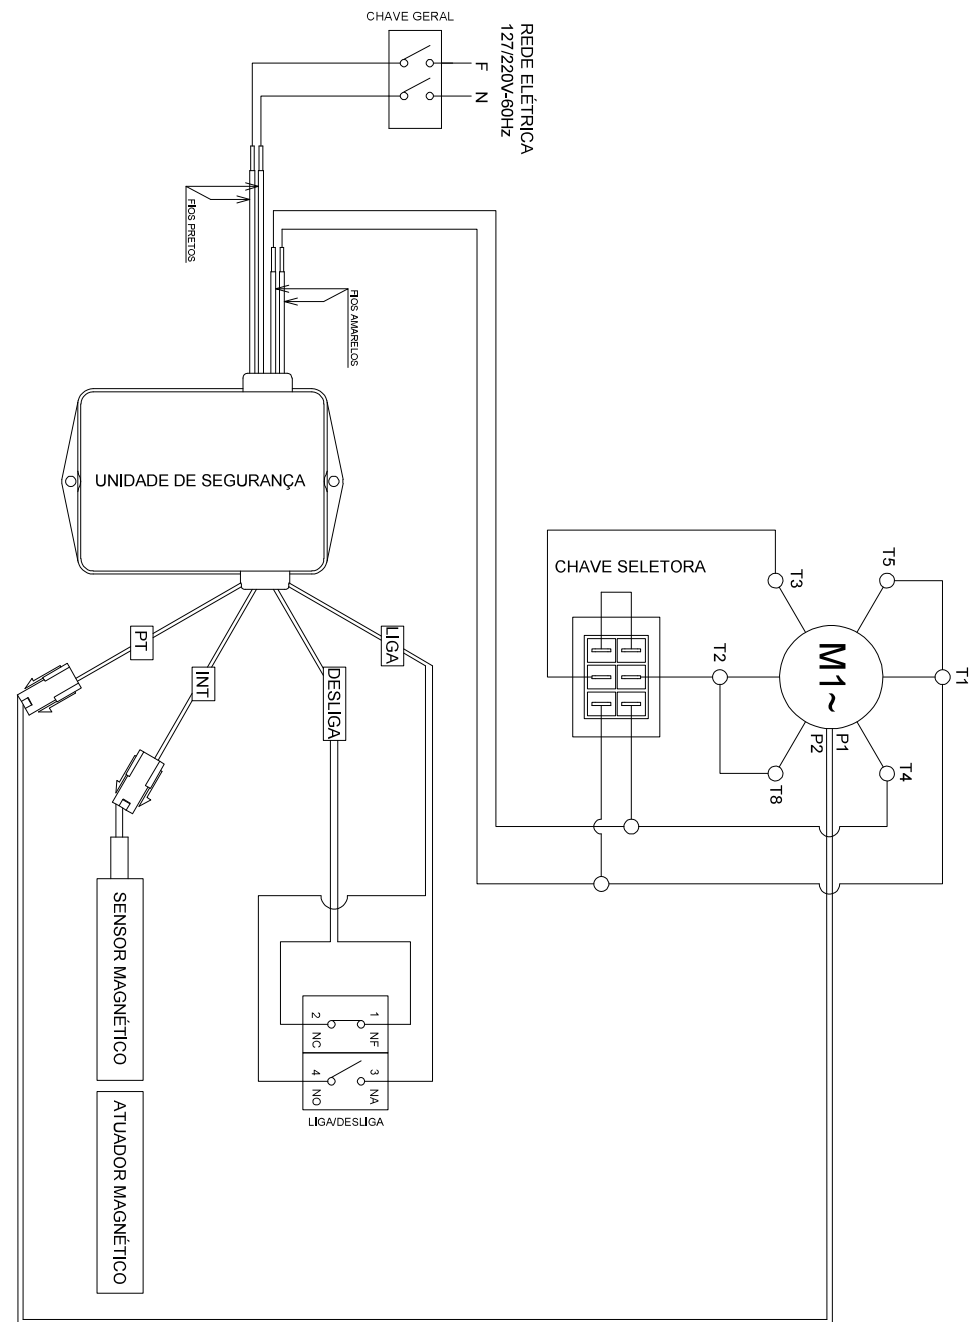 CHAVE GERAL
REDE ELÉTRICA
127/220V-60Hz
F
N
FIOS PRETOS
FIOS AMARELOS
UNIDADE DE SEGURANÇA
CHAVE SELETORA
T3
T5
T2
M1~
T1
P2
P1
T8
T4
PT
INT
DESLIGA
LIGA
SENSOR MAGNÉTICO
ATUADOR MAGNÉTICO
2
1
NC
NF
4
3
NO
NA
LIGA/DESLIGA